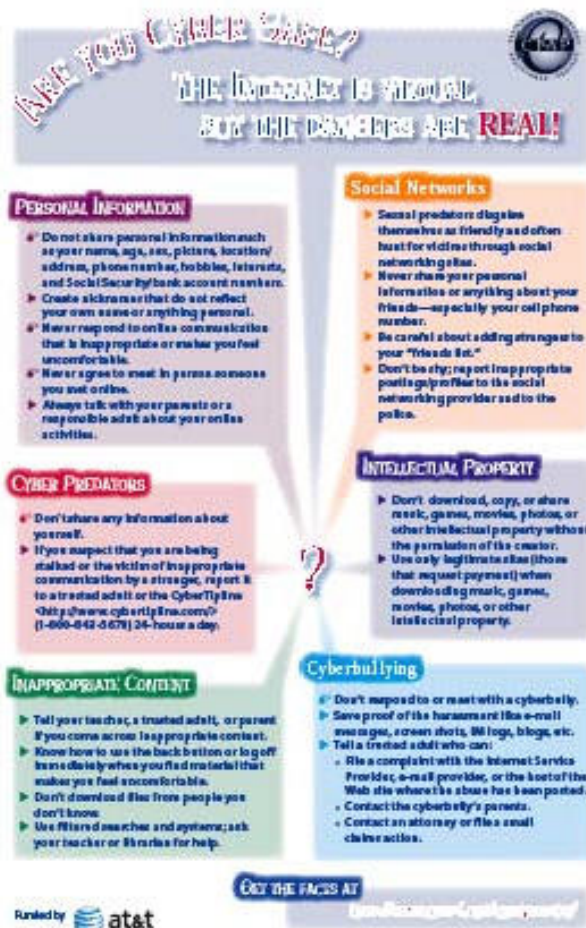 ARE YOU CYBER SAFE?
THE INTERNET IS VIRTUAL,
BUT THE DANGERS ARE REAL!
PERSONAL INFORMATION
Do not share personal information such
as your name, age, sex, picture, location/
address, phone number, hobbies, interests,
and Social Security/bank account numbers.
Create nicknames that do not reflect
your own name or anything personal.
Never respond to online communication
that is inappropriate or makes you feel
uncomfortable.
Never agree to meet in person someone
you met online.
Always talk with your parents or a
responsible adult about your online
activities.
Social Networks
Sexual predators disguise
themselves as friendly and often
hunt for victims through social
networking sites.
Never share your personal
information or anything about your
friends—especially your cell phone
number.
Be careful about adding strangers to
your "friends list."
Don't be shy; report inappropriate
postings/profiles to the social
networking provider and to the
police.
CYBER PREDATORS
Don't share any information about
yourself.
If you suspect that you are being
stalked or the victim of inappropriate
communication by a stranger, report it
to a trusted adult or the CyberTipline
<http://www.cybertipline.com/>
(1-800-843-5678) 24-hours a day.
INTELLECTUAL PROPERTY
Don't download, copy, or share
music, games, movies, photos, or
other intellectual property without
the permission of the creator.
Use only legitimate sites (those
that request payment) when
downloading music, games,
movies, photos, or other
intellectual property.
?
INAPPROPRIATE CONTENT
Tell your teacher, a trusted adult, or parent
if you come across inappropriate content.
Know how to use the back button or log off
immediately when you find material that
makes you feel uncomfortable.
Don't download files from people you
don't know.
Use filtered searches and systems; ask
your teacher or libraries for help.
Cyberbullying
Don't respond to or meet with a cyberbully.
Save proof of the harassment like e-mail
messages, screen shots, IM logs, blogs, etc.
Tell a trusted adult who can:
File a complaint with the Internet Service
Provider, e-mail provider, or the host of the
Web site where the abuse has been posted.
Contact the cyberbully's parents.
Contact an attorney or file a small
claims action.
GET THE FACTS AT
Funded by at&t